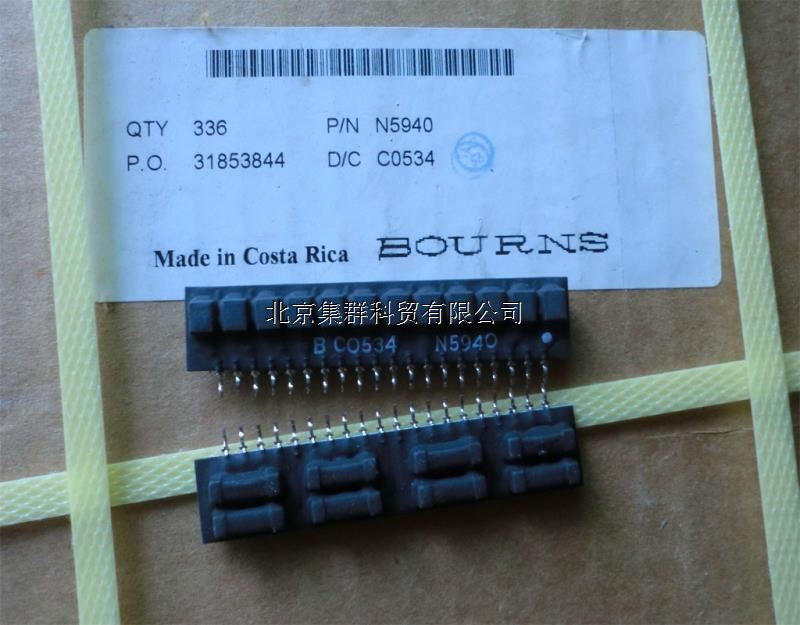 QTY 336 P/N N5940
P.O. 31853844 D/C C0534
Made in Costa Rica BOURNS
北京集群科贸有限公司
B C0534 N5940